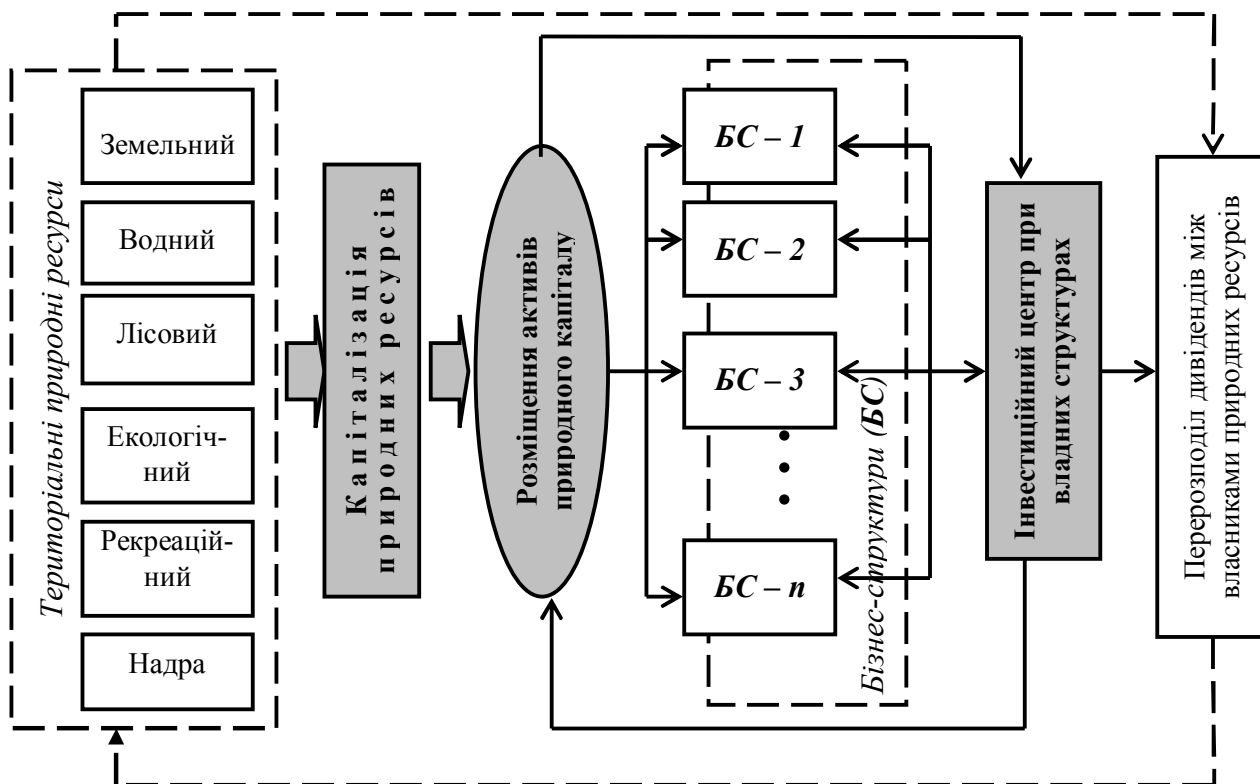 Територіальні природні ресурси
Земельний
Водний
Лісовий
Екологіч-
ний
Рекреацій-
ний
Надра
Капіталізація
природних ресурсів
Розміщення активів
природного капіталу
БС – 1
БС – 2
БС – 3
БС – n
Бізнес-структури (БС)
Інвестиційний центр при
владних структурах
Перерозподіл дивідендів між
власниками природних ресурсів